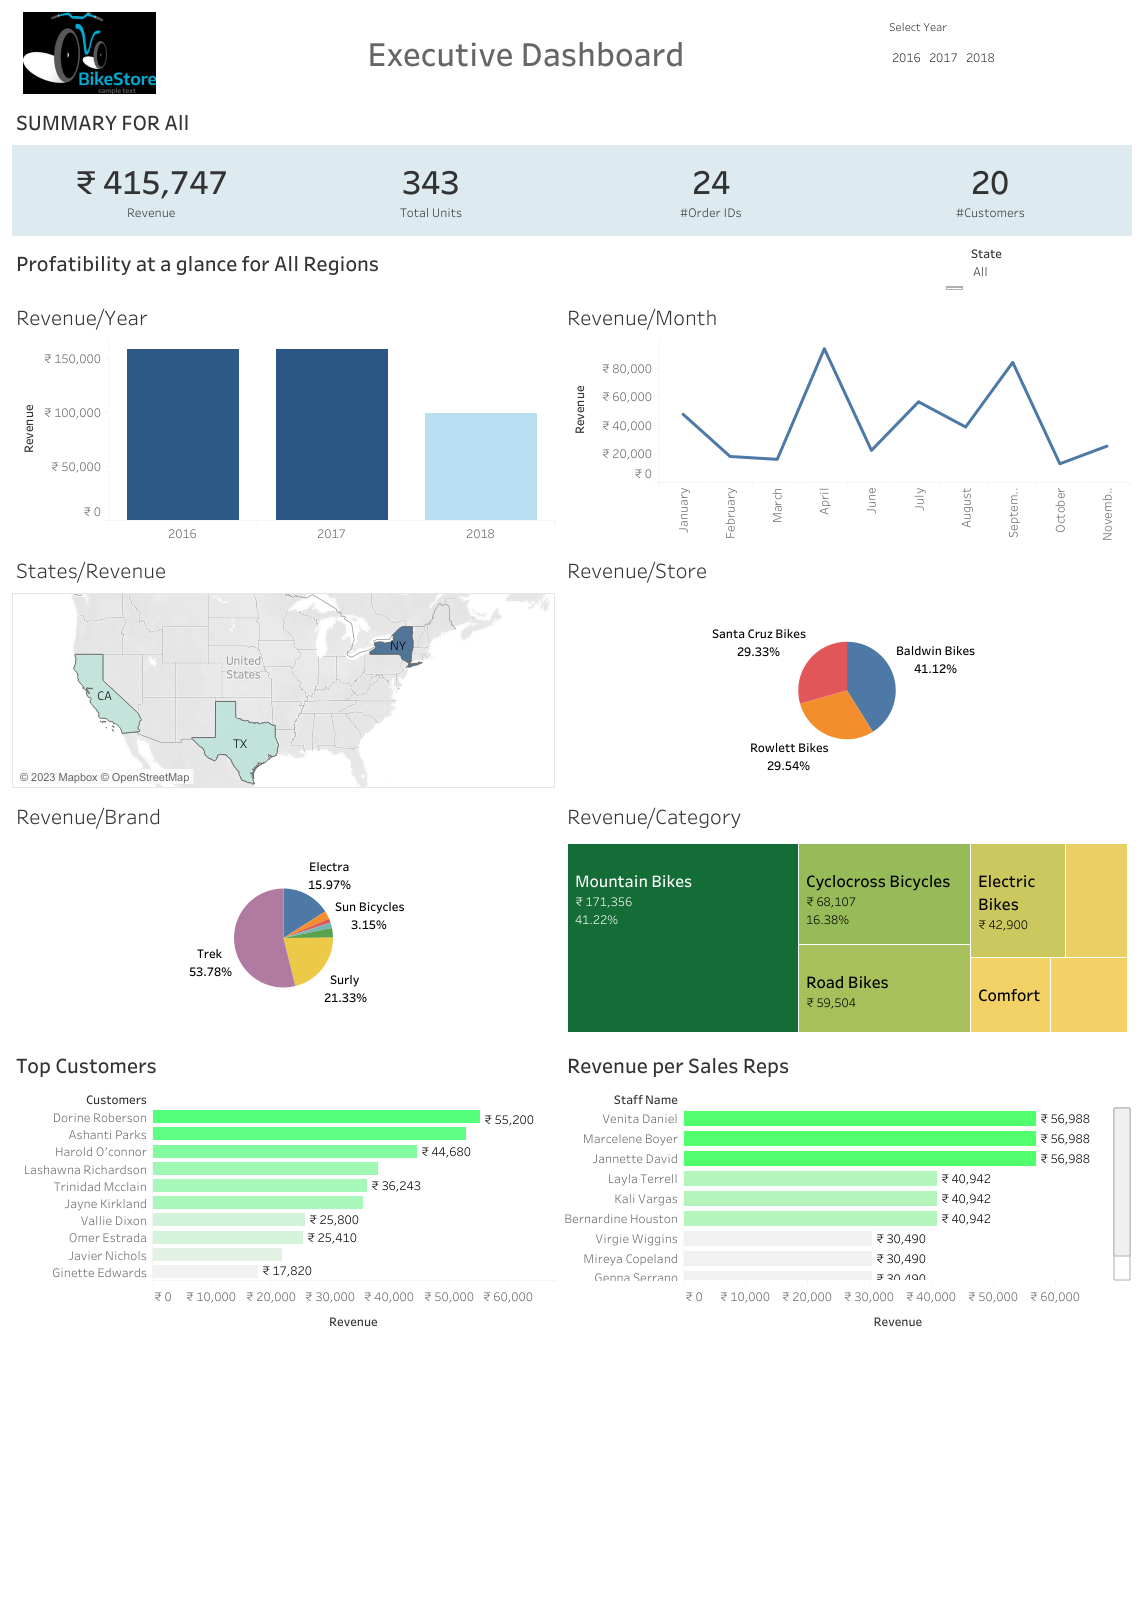 BikeStore
sample text
Executive Dashboard
Select Year
2016 2017 2018
SUMMARY FOR All
₹ 415,747
Revenue
343
Total Units
24
#Order IDs
20
#Customers
Profatibility at a glance for All Regions
State
All
Revenue/Year
Revenue
₹ 150,000
₹ 100,000
₹ 50,000
₹ 0
2016
2017
2018
Revenue/Month
Revenue
₹ 80,000
₹ 60,000
₹ 40,000
₹ 20,000
₹ 0
January
February
March
April
June
July
August
Septem..
October
Novemb..
States/Revenue
NY
United
States
CA
TX
© 2023 Mapbox © OpenStreetMap
Revenue/Store
Santa Cruz Bikes
29.33%
Baldwin Bikes
41.12%
Rowlett Bikes
29.54%
Revenue/Brand
Electra
15.97%
Sun Bicycles
3.15%
Trek
53.78%
Surly
21.33%
Revenue/Category
Mountain Bikes
₹ 171,356
41.22%
Cyclocross Bicycles
₹ 68,107
16.38%
Electric
Bikes
₹ 42,900
Road Bikes
₹ 59,504
Comfort
Top Customers
Customers
Dorine Roberson ₹ 55,200
Ashanti Parks
Harold O'connor ₹ 44,680
Lashawna Richardson
Trinidad Mcclain ₹ 36,243
Jayne Kirkland
Vallie Dixon ₹ 25,800
Omer Estrada ₹ 25,410
Javier Nichols
Ginette Edwards ₹ 17,820
₹ 0 ₹ 10,000 ₹ 20,000 ₹ 30,000 ₹ 40,000 ₹ 50,000 ₹ 60,000
Revenue
Revenue per Sales Reps
Staff Name
Venita Daniel ₹ 56,988
Marcelene Boyer ₹ 56,988
Jannette David ₹ 56,988
Layla Terrell ₹ 40,942
Kali Vargas ₹ 40,942
Bernardine Houston ₹ 40,942
Virgie Wiggins ₹ 30,490
Mireya Copeland ₹ 30,490
Genna Serrano ₹ 30,490
₹ 0 ₹ 10,000 ₹ 20,000 ₹ 30,000 ₹ 40,000 ₹ 50,000 ₹ 60,000
Revenue